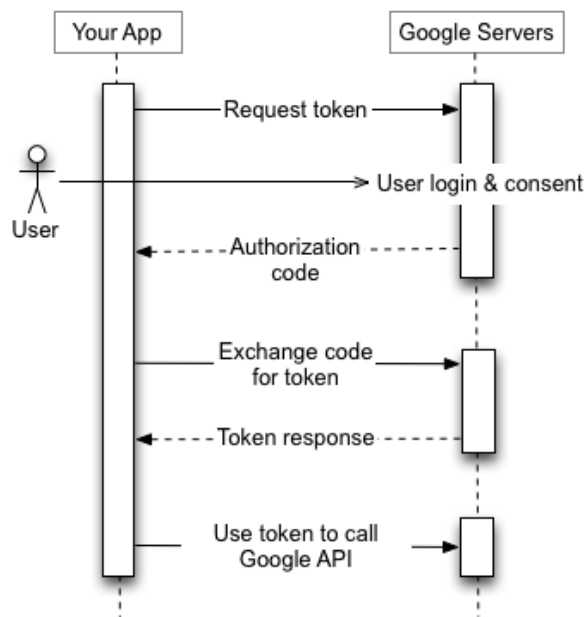 Your App
Google Servers
Request token
User login & consent
User
Authorization
code
Exchange code
for token
Token response
Use token to call
Google API